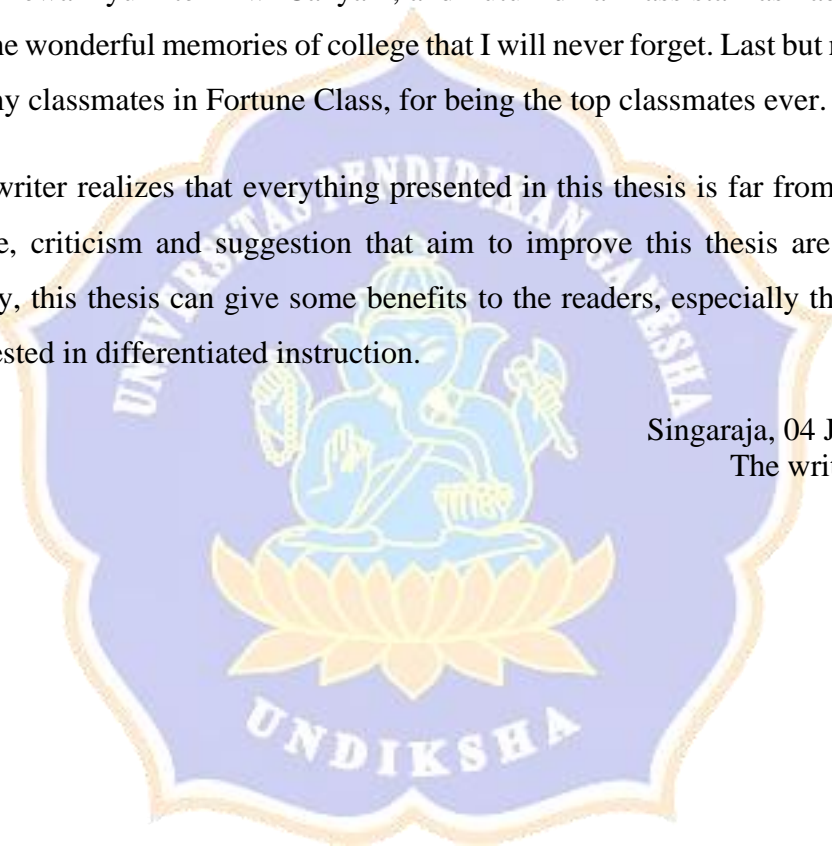 he wonderful memories of college that I will never forget. Last but
ny classmates in Fortune Class, for being the top classmates ever.
writer realizes that everything presented in this thesis is far from
e, criticism and suggestion that aim to improve this thesis are
y, this thesis can give some benefits to the readers, especially th
ested in differentiated instruction.
Singaraja, 04 J
The writ
UNIVERSITAS PENDIDIKAN GANESHA
UNDIKSHA